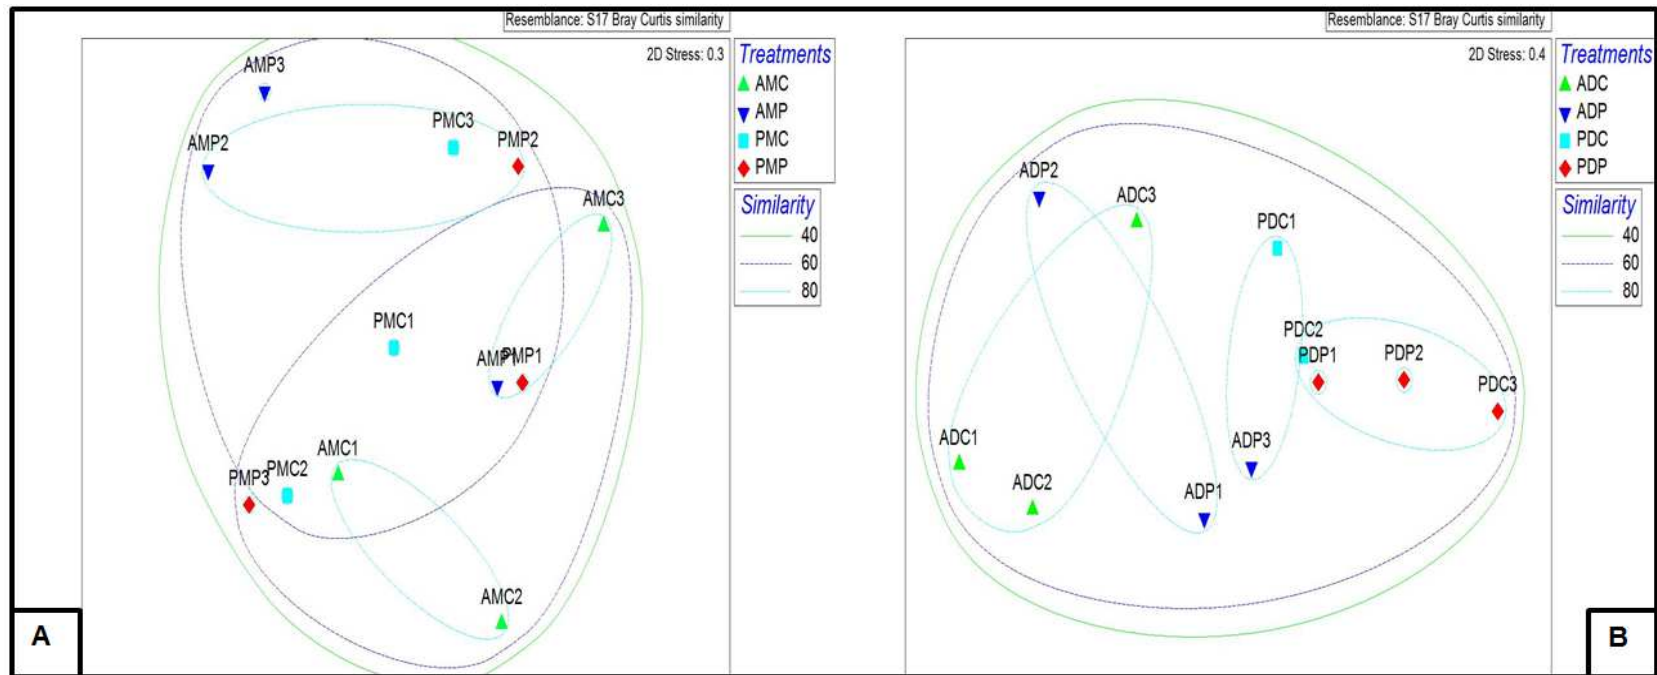 Resemblance: S17 Bray Curtis similarity
2D Stress: 0.3
Treatments
AMC
AMP
PMC
PMP
Similarity
40
60
80
AMP3
PMC3
PMP2
AMP2
AMC3
PMC1
AMP1
PMP1
AMC1
PMP3
PMC2
AMC2
A
Resemblance: S17 Bray Curtis similarity
2D Stress: 0.4
Treatments
ADC
ADP
PDC
PDP
Similarity
40
60
80
ADP2
ADC3
PDC1
PDC2
PDP1
PDP2
PDC3
ADC1
ADP3
ADC2
ADP1
B